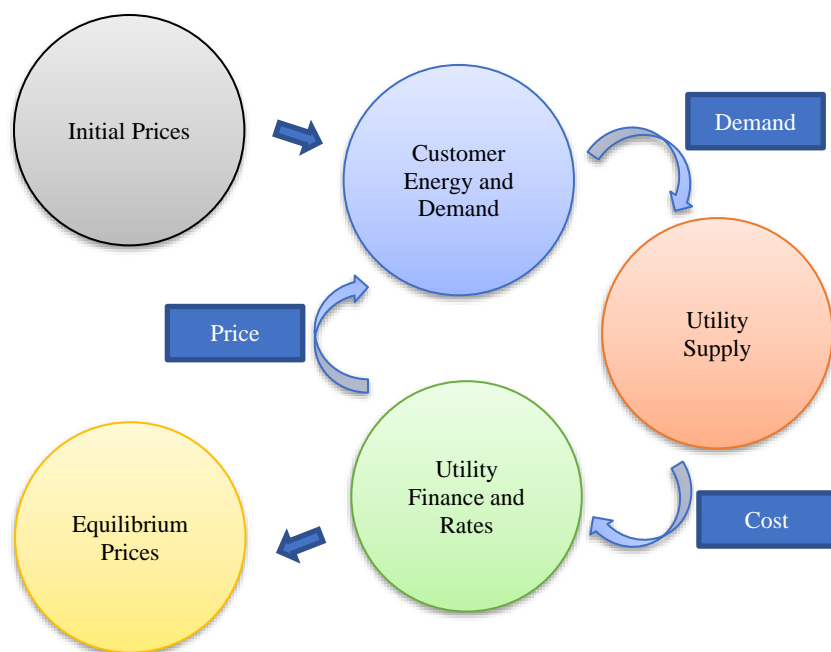 Initial Prices
Customer
Energy and
Demand
Demand
Utility
Supply
Cost
Utility
Finance and
Rates
Price
Equilibrium
Prices